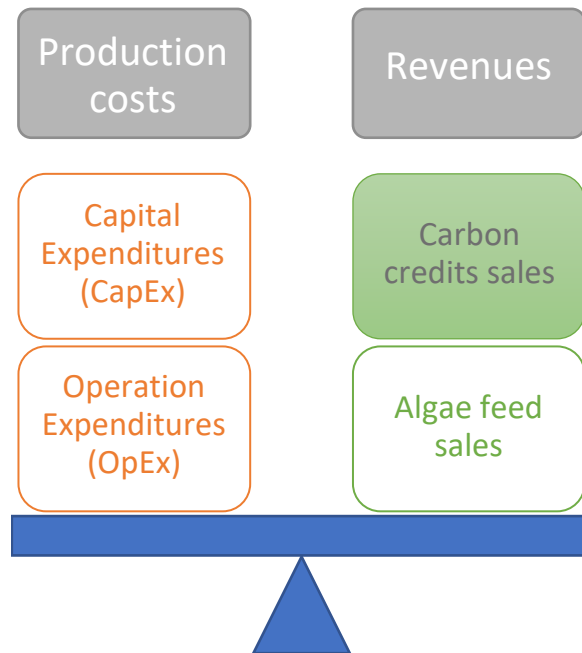 Production
costs
Revenues
Capital
Expenditures
(CapEx)
Carbon
credits sales
Operation
Expenditures
(OpEx)
Algae feed
sales